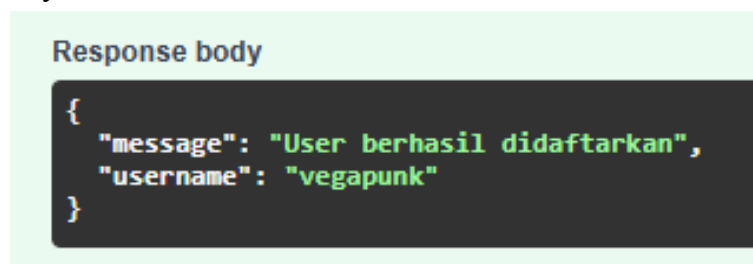 Response body
{
"message": "User berhasil didaftarkan",
"username": "vegapunk"
}